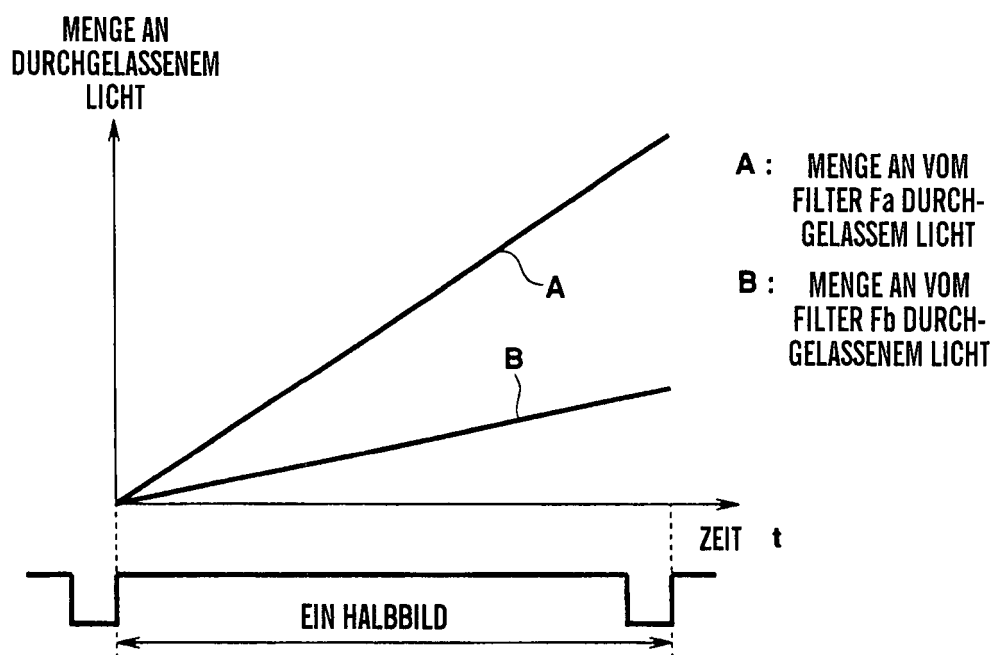 MENGE AN
DURCHGELASSENEM
LICHT
A : MENGE AN VOM
FILTER Fa DURCH-
GELASSEM LICHT
A
B : MENGE AN VOM
FILTER Fb DURCH-
GELASSENEM LICHT
B
ZEIT t
EIN HALBBILD